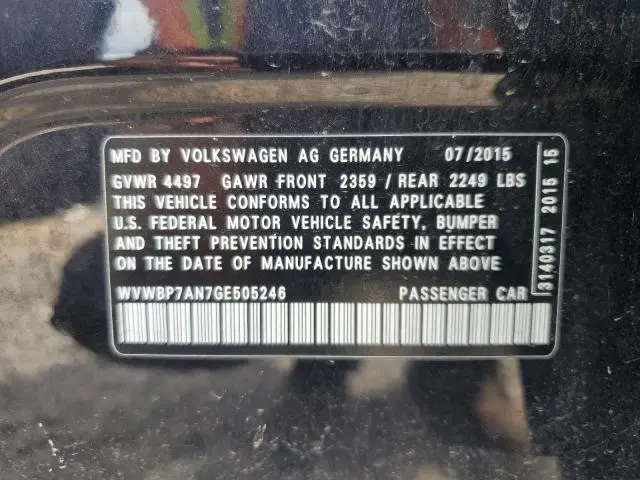 MFD BY VOLKSWAGEN AG GERMANY 07/2015
GVWR 4497 GAWR FRONT 2359 / REAR 2249 LBS
THIS VEHICLE CONFORMS TO ALL APPLICABLE
U.S. FEDERAL MOTOR VEHICLE SAFETY, BUMPER
AND THEFT PREVENTION STANDARDS IN EFFECT
ON THE DATE OF MANUFACTURE SHOWN ABOVE
WVWBP7AN7GE505246 PASSENGER CAR
3140317 2015 15